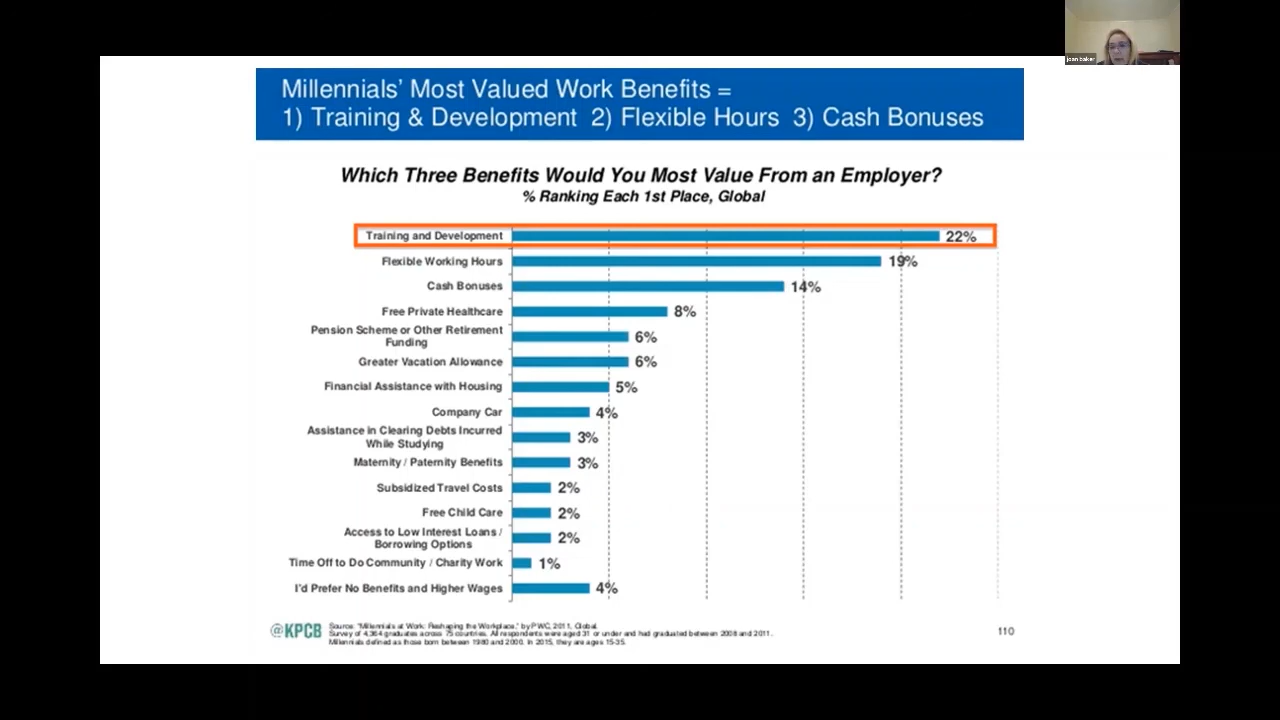 joan baker
Millennials' Most Valued Work Benefits =
1) Training & Development 2) Flexible Hours 3) Cash Bonuses
Which Three Benefits Would You Most Value From an Employer?
% Ranking Each 1st Place, Global
Training and Development 22%
Flexible Working Hours 19%
Cash Bonuses 14%
Free Private Healthcare 8%
Pension Scheme or Other Retirement
Funding 6%
Greater Vacation Allowance 6%
Financial Assistance with Housing 5%
Company Car 4%
Assistance in Clearing Debts Incurred
While Studying 3%
Maternity / Paternity Benefits 3%
Subsidized Travel Costs 2%
Free Child Care 2%
Access to Low Interest Loans /
Borrowing Options 2%
Time Off to Do Community / Charity Work 1%
I'd Prefer No Benefits and Higher Wages 4%
@KPCB
Source: "Millennials at Work: Reshaping the Workplace," by PWC, 2011, Global.
Survey of 4,364 graduates across 75 countries. All respondents were aged 31 or under and had graduated between 2008 and 2011.
Millennials defined as those born between 1980 and 2000. In 2015, they are ages 15-35.
110